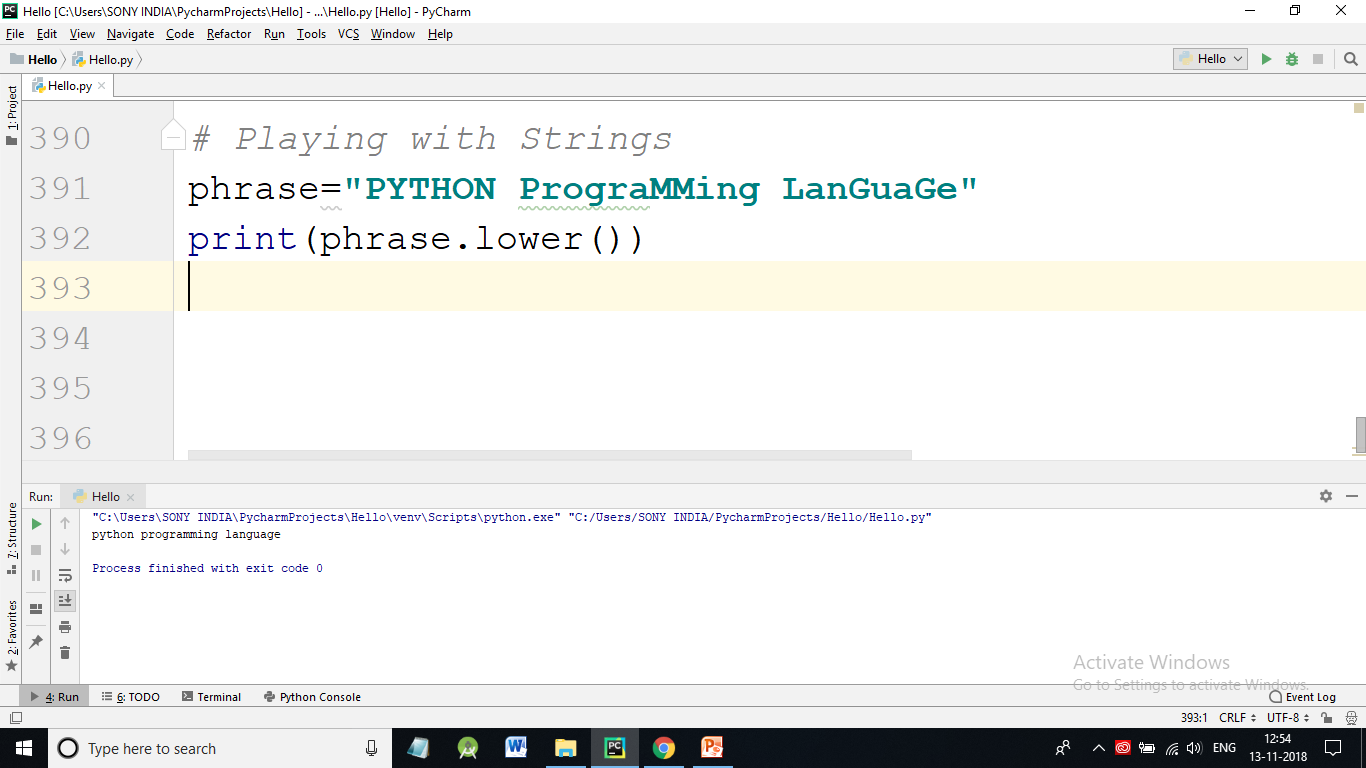 Hello [C:\Users\SONY INDIA\PycharmProjects\Hello] - ...\Hello.py [Hello] - PyCharm
File Edit View Navigate Code Refactor Run Tools VCS Window Help
Hello Hello.py Hello
1: Project
Hello.py
390 # Playing with Strings
391 phrase="PYTHON PrograMMing LanGuaGe"
392 print(phrase.lower())
393
394
395
396
Run: Hello
7: Structure
2: Favorites
"C:\Users\SONY INDIA\PycharmProjects\Hello\venv\Scripts\python.exe" "C:/Users/SONY INDIA/PycharmProjects/Hello/Hello.py"
python programming language
Process finished with exit code 0
Activate Windows
Go to Settings to activate Windows.
4: Run 6: TODO Terminal Python Console Event Log
393:1 CRLF UTF-8
Type here to search
ENG
12:54
13-11-2018